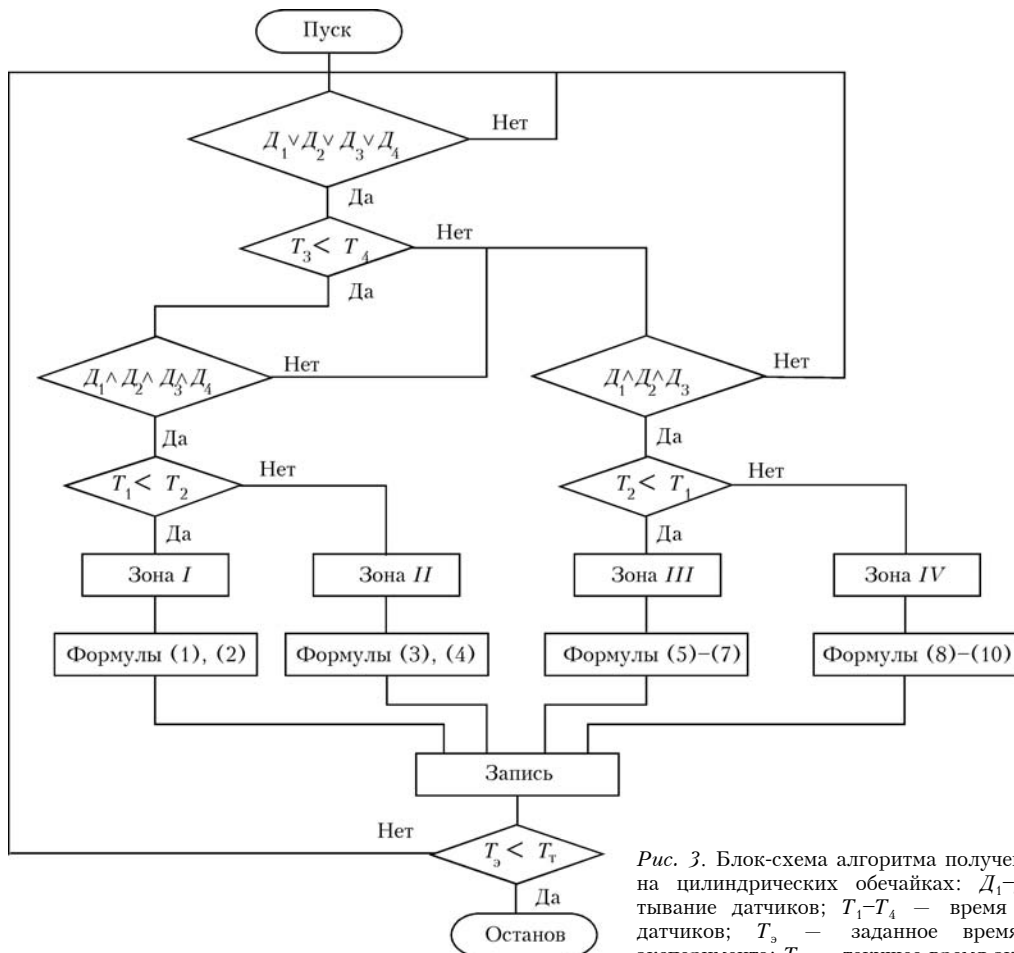 Пуск
Нет
Д₁ ∨ Д₂ ∨ Д₃ ∨ Д₄
Да
T₃ < T₄
Нет
Да
Д₁ ∧ Д₂ ∧ Д₃ ∧ Д₄
Нет
Д₁ ∧ Д₂ ∧ Д₃
Нет
Да
Да
T₁ < T₂
Нет
T₂ < T₁
Нет
Да
Да
Зона I
Зона II
Зона III
Зона IV
Формулы (1), (2)
Формулы (3), (4)
Формулы (5)–(7)
Формулы (8)–(10)
Запись
Нет
Tэ < Tт
Да
Останов
Рис. 3. Блок-схема алгоритма получе
на цилиндрических обечайках: Д₁–
тывание датчиков; T₁–T₄ — время
датчиков; Tэ — заданное время